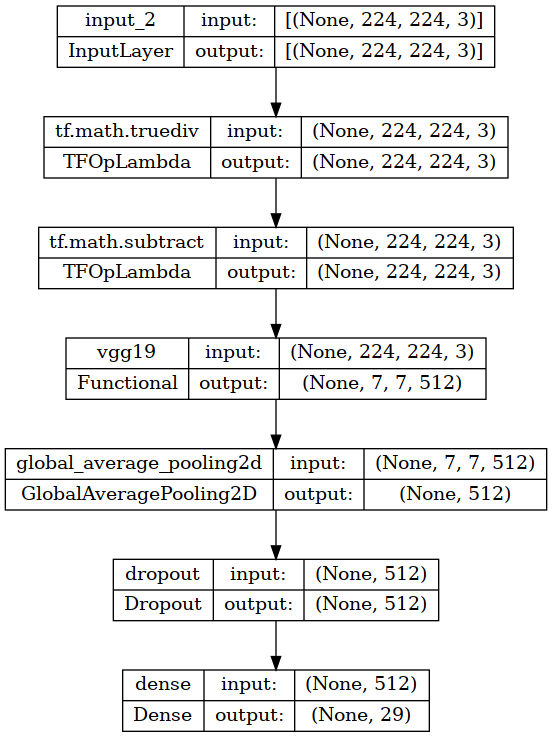 input_2 input: [(None, 224, 224, 3)]
InputLayer output: [(None, 224, 224, 3)]
tf.math.truediv input: (None, 224, 224, 3)
TFOpLambda output: (None, 224, 224, 3)
tf.math.subtract input: (None, 224, 224, 3)
TFOpLambda output: (None, 224, 224, 3)
vgg19 input: (None, 224, 224, 3)
Functional output: (None, 7, 7, 512)
global_average_pooling2d input: (None, 7, 7, 512)
GlobalAveragePooling2D output: (None, 512)
dropout input: (None, 512)
Dropout output: (None, 512)
dense input: (None, 512)
Dense output: (None, 29)